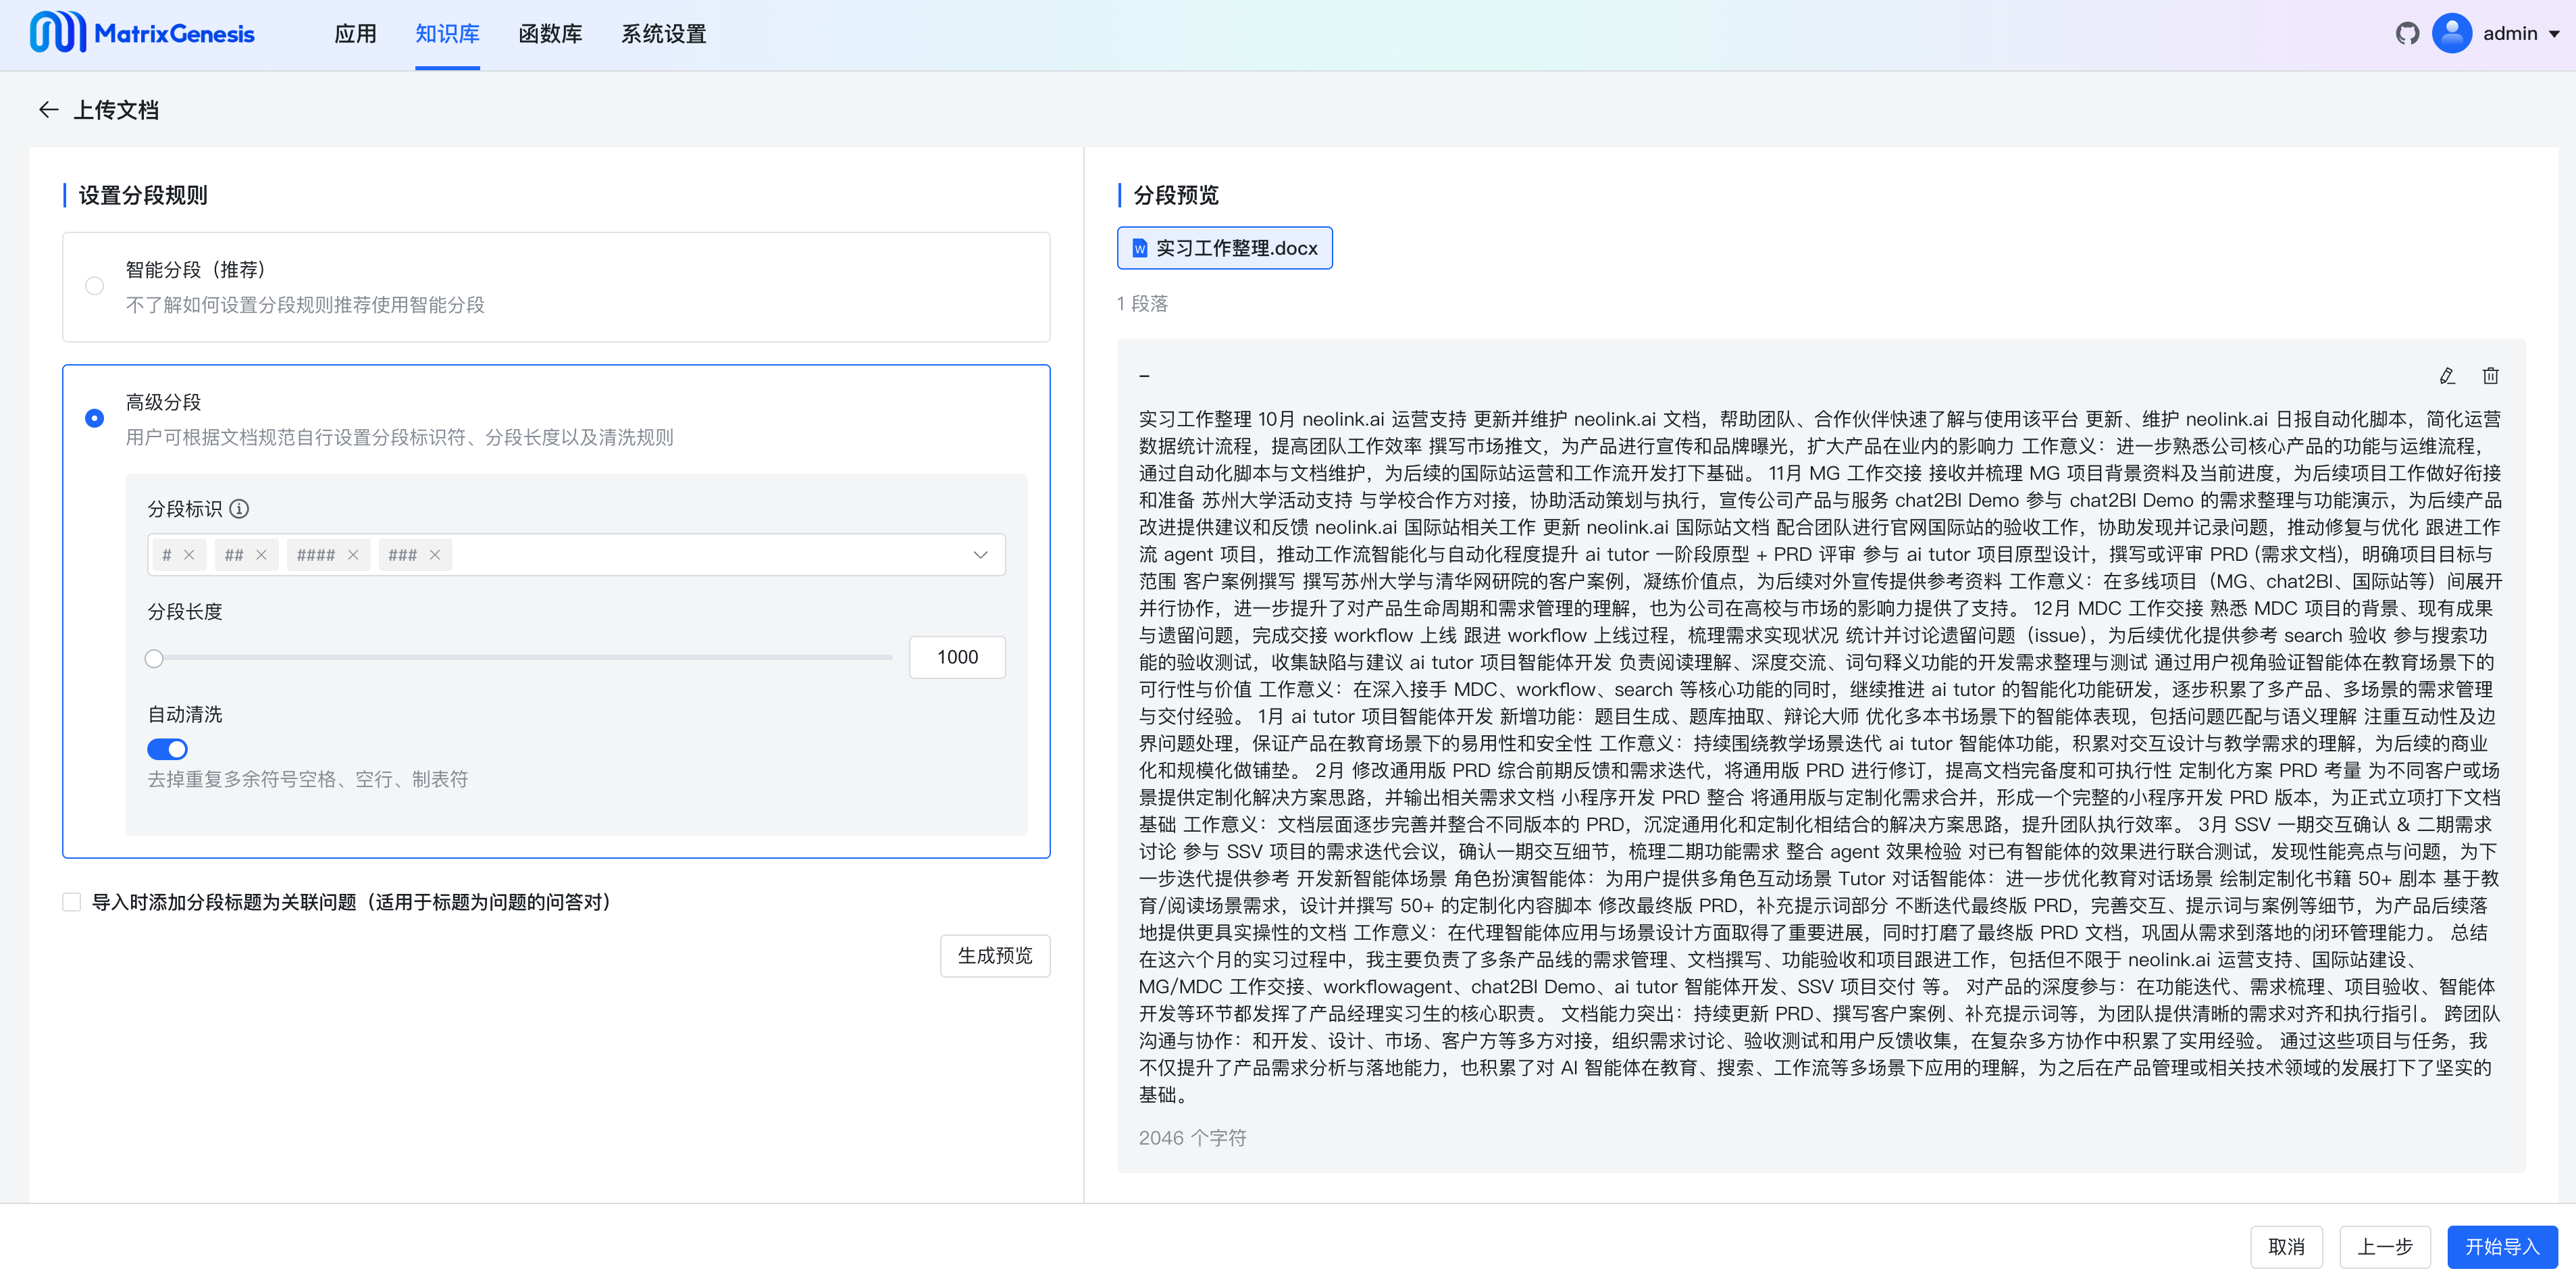 MatrixGenesis
应用 知识库 函数库 系统设置
admin
上传文档
设置分段规则
智能分段（推荐）
不了解如何设置分段规则推荐使用智能分段
高级分段
用户可根据文档规范自行设置分段标识符、分段长度以及清洗规则
分段标识
# ## #### ###
分段长度
1000
自动清洗
去掉重复多余符号空格、空行、制表符
导入时添加分段标题为关联问题（适用于标题为问题的问答对）
生成预览
分段预览
实习工作整理.docx
1 段落
-
实习工作整理 10月 neolink.ai 运营支持 更新并维护 neolink.ai 文档，帮助团队、合作伙伴快速了解与使用该平台 更新、维护 neolink.ai 日报自动化脚本，简化运营
数据统计流程，提高团队工作效率 撰写市场推文，为产品进行宣传和品牌曝光，扩大产品在业内的影响力 工作意义：进一步熟悉公司核心产品的功能与运维流程，
通过自动化脚本与文档维护，为后续的国际站运营和工作流开发打下基础。 11月 MG 工作交接 接收并梳理 MG 项目背景资料及当前进度，为后续项目工作做好衔接
和准备 苏州大学活动支持 与学校合作方对接，协助活动策划与执行，宣传公司产品与服务 chat2BI Demo 参与 chat2BI Demo 的需求整理与功能演示，为后续产品
改进提供建议和反馈 neolink.ai 国际站相关工作 更新 neolink.ai 国际站文档 配合团队进行官网国际站的验收工作，协助发现并记录问题，推动修复与优化 跟进工作
流 agent 项目，推动工作流智能化与自动化程度提升 ai tutor 一阶段原型 + PRD 评审 参与 ai tutor 项目原型设计，撰写或评审 PRD (需求文档)，明确项目目标与
范围 客户案例撰写 撰写苏州大学与清华网研院的客户案例，凝练价值点，为后续对外宣传提供参考资料 工作意义：在多线项目（MG、chat2BI、国际站等）间展开
并行协作，进一步提升了对产品生命周期和需求管理的理解，也为公司在高校与市场的影响力提供了支持。 12月 MDC 工作交接 熟悉 MDC 项目的背景、现有成果
与遗留问题，完成交接 workflow 上线 跟进 workflow 上线过程，梳理需求实现状况 统计并讨论遗留问题（issue），为后续优化提供参考 search 验收 参与搜索功
能的验收测试，收集缺陷与建议 ai tutor 项目智能体开发 负责阅读理解、深度交流、词句释义功能的开发需求整理与测试 通过用户视角验证智能体在教育场景下的
可行性与价值 工作意义：在深入接手 MDC、workflow、search 等核心功能的同时，继续推进 ai tutor 的智能化功能研发，逐步积累了多产品、多场景的需求管理
与交付经验。 1月 ai tutor 项目智能体开发 新增功能：题目生成、题库抽取、辩论大师 优化多本书场景下的智能体表现，包括问题匹配与语义理解 注重互动性及边
界问题处理，保证产品在教育场景下的易用性和安全性 工作意义：持续围绕教学场景迭代 ai tutor 智能体功能，积累对交互设计与教学需求的理解，为后续的商业
化和规模化做铺垫。 2月 修改通用版 PRD 综合前期反馈和需求迭代，将通用版 PRD 进行修订，提高文档完备度和可执行性 定制化方案 PRD 考量 为不同客户或场
景提供定制化解决方案思路，并输出相关需求文档 小程序开发 PRD 整合 将通用版与定制化需求合并，形成一个完整的小程序开发 PRD 版本，为正式立项打下文档
基础 工作意义：文档层面逐步完善并整合不同版本的 PRD，沉淀通用化和定制化相结合的解决方案思路，提升团队执行效率。 3月 SSV 一期交互确认 & 二期需求
讨论 参与 SSV 项目的需求迭代会议，确认一期交互细节，梳理二期功能需求 整合 agent 效果检验 对已有智能体的效果进行联合测试，发现性能亮点与问题，为下
一步迭代提供参考 开发新智能体场景 角色扮演智能体：为用户提供多角色互动场景 Tutor 对话智能体：进一步优化教育对话场景 绘制定制化书籍 50+ 剧本 基于教
育/阅读场景需求，设计并撰写 50+ 的定制化内容脚本 修改最终版 PRD，补充提示词部分 不断迭代最终版 PRD，完善交互、提示词与案例等细节，为产品后续落
地提供更具实操性的文档 工作意义：在代理智能体应用与场景设计方面取得了重要进展，同时打磨了最终版 PRD 文档，巩固从需求到落地的闭环管理能力。 总结
在这六个月的实习过程中，我主要负责了多条产品线的需求管理、文档撰写、功能验收和项目跟进工作，包括但不限于 neolink.ai 运营支持、国际站建设、
MG/MDC 工作交接、workflowagent、chat2BI Demo、ai tutor 智能体开发、SSV 项目交付 等。 对产品的深度参与：在功能迭代、需求梳理、项目验收、智能体
开发等环节都发挥了产品经理实习生的核心职责。 文档能力突出：持续更新 PRD、撰写客户案例、补充提示词等，为团队提供清晰的需求对齐和执行指引。 跨团队
沟通与协作：和开发、设计、市场、客户方等多方对接，组织需求讨论、验收测试和用户反馈收集，在复杂多方协作中积累了实用经验。 通过这些项目与任务，我
不仅提升了产品需求分析与落地能力，也积累了对 AI 智能体在教育、搜索、工作流等多场景下应用的理解，为之后在产品管理或相关技术领域的发展打下了坚实的
基础。
2046 个字符
取消 上一步 开始导入